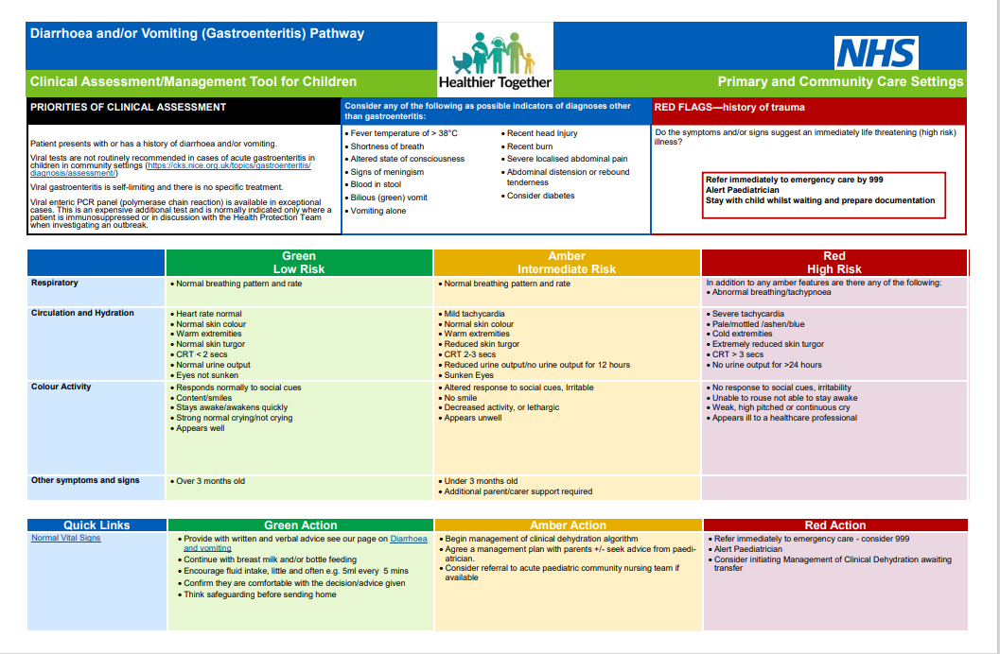 Diarrhoea and/or Vomiting (Gastroenteritis) Pathway
Healthier Together
NHS
Clinical Assessment/Management Tool for Children
Primary and Community Care Settings
PRIORITIES OF CLINICAL ASSESSMENT
Patient presents with or has a history of diarrhoea and/or vomiting.
Viral tests are not routinely recommended in cases of acute gastroenteritis in
children in community settings (https://cks.nice.org.uk/topics/gastroenteritis/
diagnosis/assessment/)
Viral gastroenteritis is self-limiting and there is no specific treatment.
Viral enteric PCR panel (polymerase chain reaction) is available in exceptional
cases. This is an expensive additional test and is normally indicated only where a
patient is immunosuppressed or in discussion with the Health Protection Team
when investigating an outbreak.
Consider any of the following as possible indicators of diagnoses other
than gastroenteritis:
• Fever temperature of > 38°C
• Shortness of breath
• Altered state of consciousness
• Signs of meningism
• Blood in stool
• Bilious (green) vomit
• Vomiting alone
• Recent head Injury
• Recent burn
• Severe localised abdominal pain
• Abdominal distension or rebound
tenderness
• Consider diabetes
RED FLAGS—history of trauma
Do the symptoms and/or signs suggest an immediately life threatening (high risk)
illness?
Refer immediately to emergency care by 999
Alert Paediatrician
Stay with child whilst waiting and prepare documentation
Green
Low Risk
Amber
Intermediate Risk
Red
High Risk
Respiratory
• Normal breathing pattern and rate
• Normal breathing pattern and rate
In addition to any amber features are there any of the following:
• Abnormal breathing/tachypnoea
Circulation and Hydration
• Heart rate normal
• Normal skin colour
• Warm extremities
• Normal skin turgor
• CRT < 2 secs
• Normal urine output
• Eyes not sunken
• Mild tachycardia
• Normal skin colour
• Warm extremities
• Reduced skin turgor
• CRT 2-3 secs
• Reduced urine output/no urine output for 12 hours
• Sunken Eyes
• Severe tachycardia
• Pale/mottled /ashen/blue
• Cold extremities
• Extremely reduced skin turgor
• CRT > 3 secs
• No urine output for >24 hours
Colour Activity
• Responds normally to social cues
• Content/smiles
• Stays awake/awakens quickly
• Strong normal crying/not crying
• Appears well
• Altered response to social cues, Irritable
• No smile
• Decreased activity, or lethargic
• Appears unwell
• No response to social cues, irritability
• Unable to rouse not able to stay awake
• Weak, high pitched or continuous cry
• Appears ill to a healthcare professional
Other symptoms and signs
• Over 3 months old
• Under 3 months old
• Additional parent/carer support required
Quick Links
Green Action
Amber Action
Red Action
Normal Vital Signs
• Provide with written and verbal advice see our page on Diarrhoea
and vomiting
• Continue with breast milk and/or bottle feeding
• Encourage fluid intake, little and often e.g. 5ml every 5 mins
• Confirm they are comfortable with the decision/advice given
• Think safeguarding before sending home
• Begin management of clinical dehydration algorithm
• Agree a management plan with parents +/- seek advice from paedi-
atrician.
• Consider referral to acute paediatric community nursing team if
available
• Refer immediately to emergency care - consider 999
• Alert Paediatrician
• Consider initiating Management of Clinical Dehydration awaiting
transfer